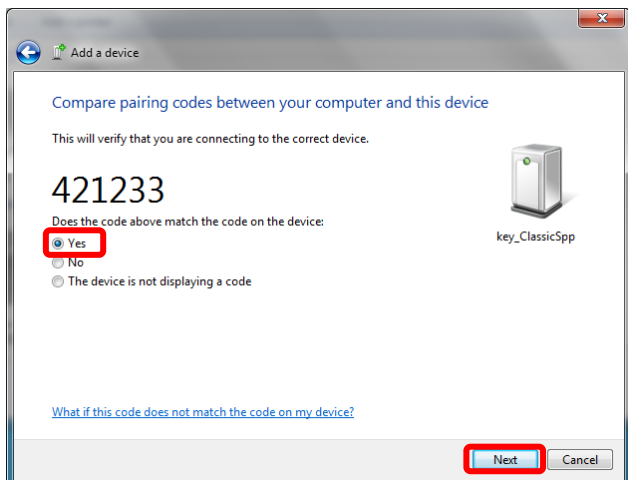 Add a device
Compare pairing codes between your computer and this device
This will verify that you are connecting to the correct device.
421233
Does the code above match the code on the device:
key_ClassicSpp
Yes
No
The device is not displaying a code
What if this code does not match the code on my device?
Next Cancel